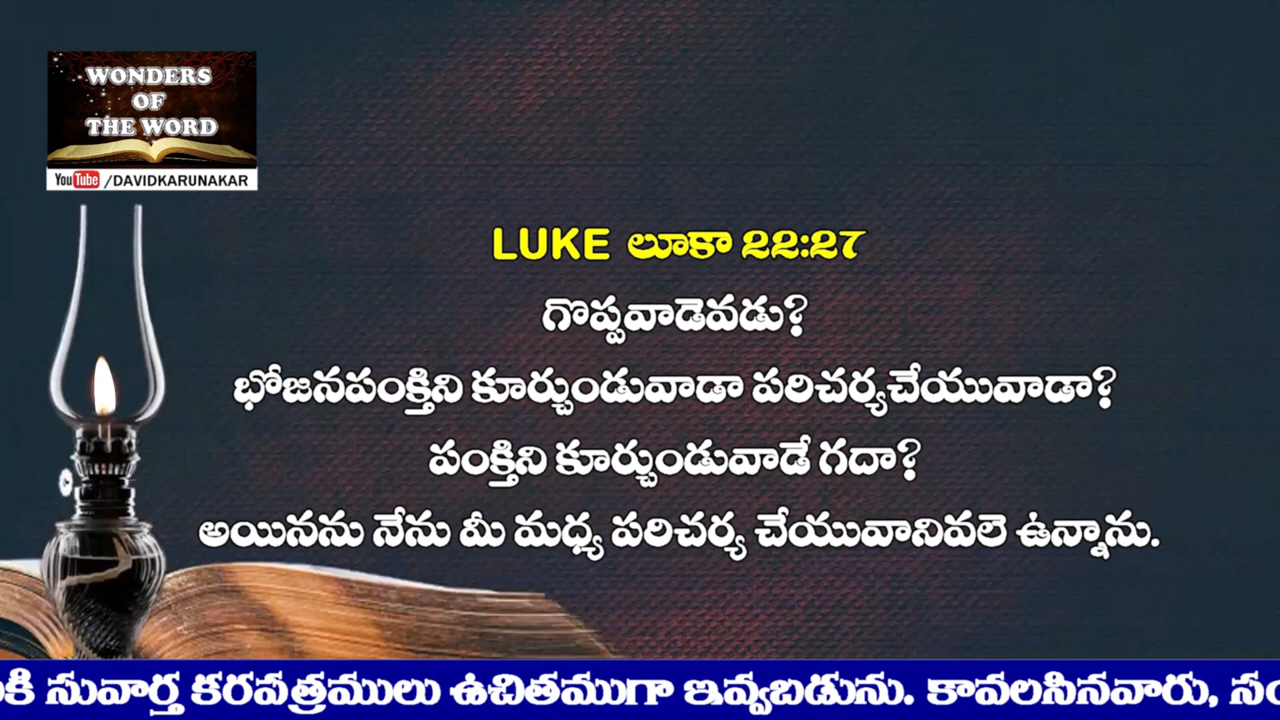 WONDERS
OF
THE WORD
YouTube /DAVIDKARUNAKAR
LUKE లూకా 22:27
గొప్పవాడెవడు?
భోజనపంక్తిని కూర్చుండువాడా పరిచర్యచేయువాడా?
పంక్తిని కూర్చుండువాడే గదా?
అయినను నేను మీ మధ్య పరిచర్య చేయువానివలె ఉన్నాను.
కి సువార్త కరపత్రములు ఉచితముగా ఇవ్వబడును. కావలసినవారు,